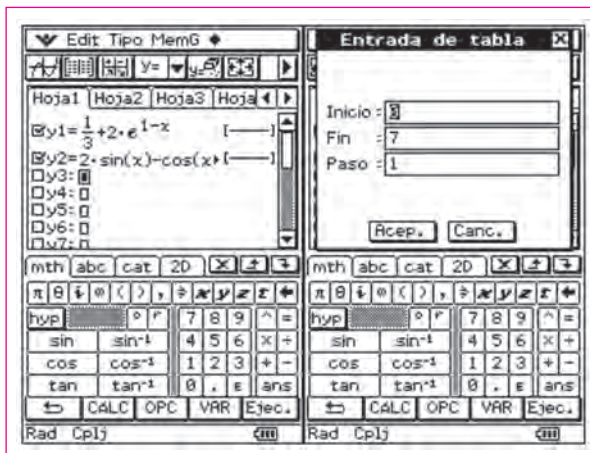 Edit Tipo MemG
y=
Hoja1 Hoja2 Hoja3 Hoja
y1=1/3+2·e^1-x [—]
y2=2·sin(x)-cos(x [—]
y3:
y4:
y5:
y6:
y7:
mth abc cat 2D
π θ i ∞ ( ) , ⇒ x y z t
hyp ° r 7 8 9 ^ =
sin sin-1 4 5 6 × ÷
cos cos-1 1 2 3 + -
tan tan-1 0 . E ans
CALC OPC VAR Ejec.
Rad Cplj
Entrada de tabla
Inicio :
Fin : 7
Paso : 1
Acep. Canc.
mth abc cat 2D
π θ i ∞ ( ) , ⇒ x y z t
hyp ° r 7 8 9 ^ =
sin sin-1 4 5 6 × ÷
cos cos-1 1 2 3 + -
tan tan-1 0 . E ans
CALC OPC VAR Ejec.
Rad Cplj